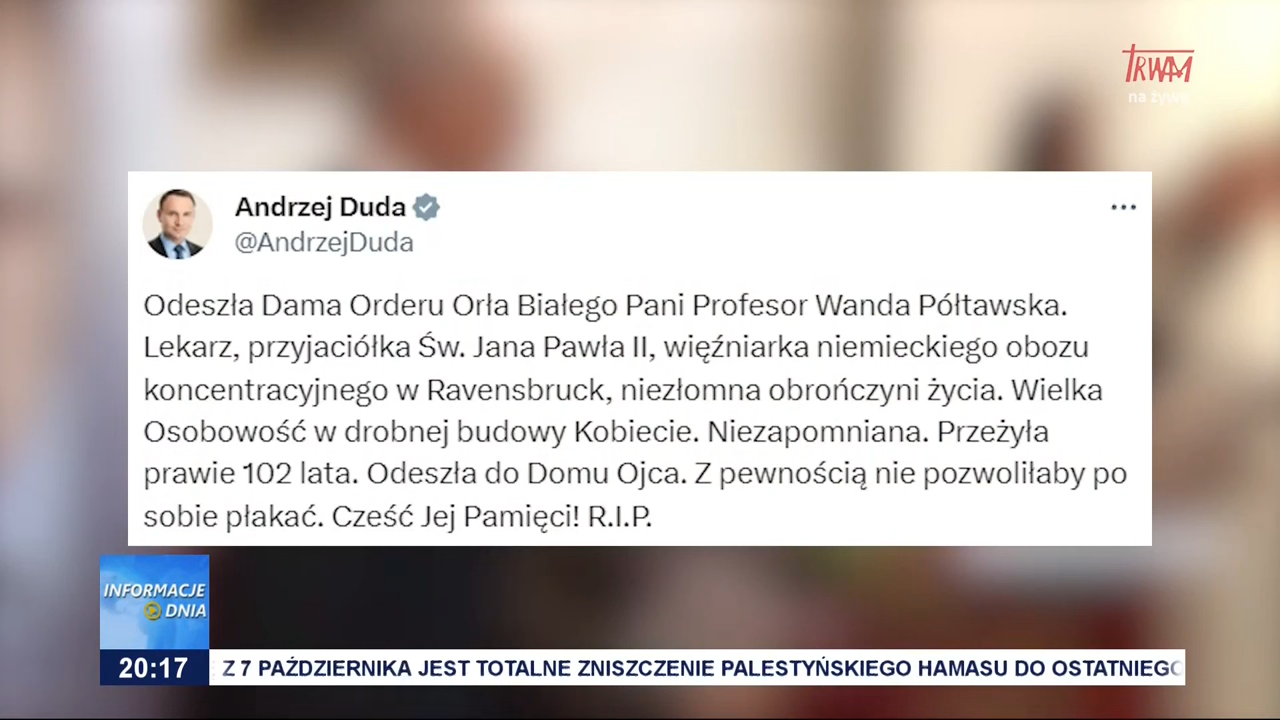 TRWAM
na żywo
Andrzej Duda
@AndrzejDuda
Odeszła Dama Orderu Orła Białego Pani Profesor Wanda Półtawska.
Lekarz, przyjaciółka Św. Jana Pawła II, więźniarka niemieckiego obozu
koncentracyjnego w Ravensbruck, niezłomna obrończyni życia. Wielka
Osobowość w drobnej budowy Kobiecie. Niezapomniana. Przeżyła
prawie 102 lata. Odeszła do Domu Ojca. Z pewnością nie pozwoliłaby po
sobie płakać. Cześć Jej Pamięci! R.I.P.
INFORMACJE
DNIA
20:17 Z 7 PAŹDZIERNIKA JEST TOTALNE ZNISZCZENIE PALESTYŃSKIEGO HAMASU DO OSTATNIEGO